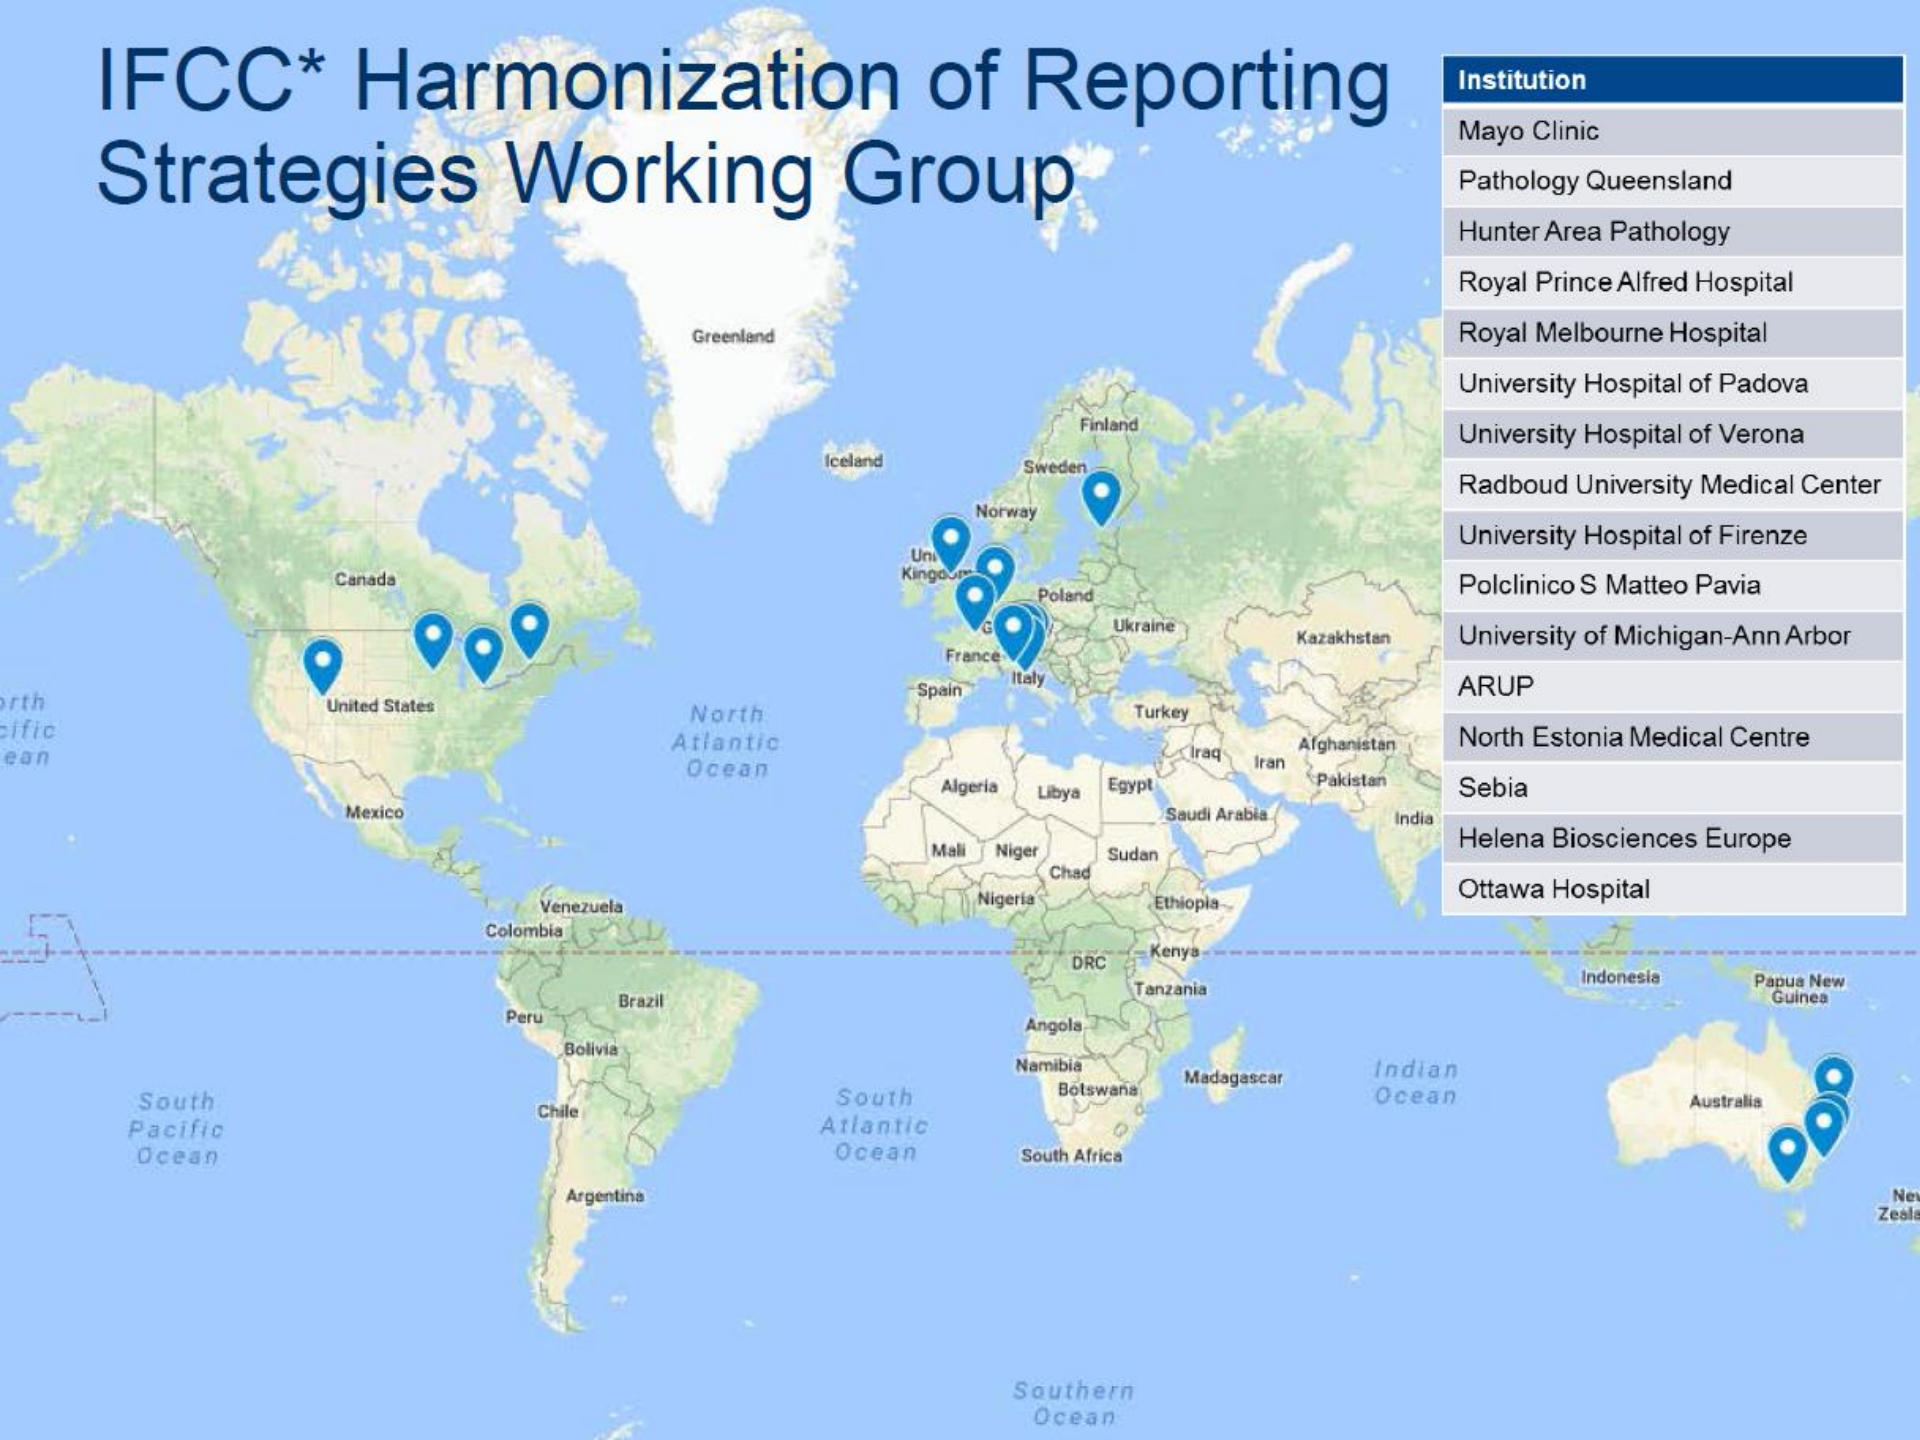 IFCC* Harmonization of Reporting
Strategies Working Group
Institution
Mayo Clinic
Pathology Queensland
Hunter Area Pathology
Royal Prince Alfred Hospital
Royal Melbourne Hospital
University Hospital of Padova
University Hospital of Verona
Radboud University Medical Center
University Hospital of Firenze
Polclinico S Matteo Pavia
University of Michigan-Ann Arbor
ARUP
North Estonia Medical Centre
Sebia
Helena Biosciences Europe
Ottawa Hospital
Greenland
Iceland
Finland
Sweden
Norway
Canada
Poland
Ukraine
Kazakhstan
France
Italy
Spain
United States
Turkey
North
Atlantic
Ocean
Iraq
Iran
Afghanistan
Pakistan
Algeria
Libya
Egypt
Saudi Arabia
India
Mexico
Mali
Niger
Chad
Sudan
Nigeria
Ethiopia
Venezuela
Colombia
DRC
Kenya
Tanzania
Indonesia
Papua New
Guinea
Brazil
Peru
Bolivia
Angola
Namibia
Botswana
Madagascar
Indian
Ocean
Australia
Chile
South
Pacific
Ocean
South
Atlantic
Ocean
South Africa
Argentina
Southern
Ocean